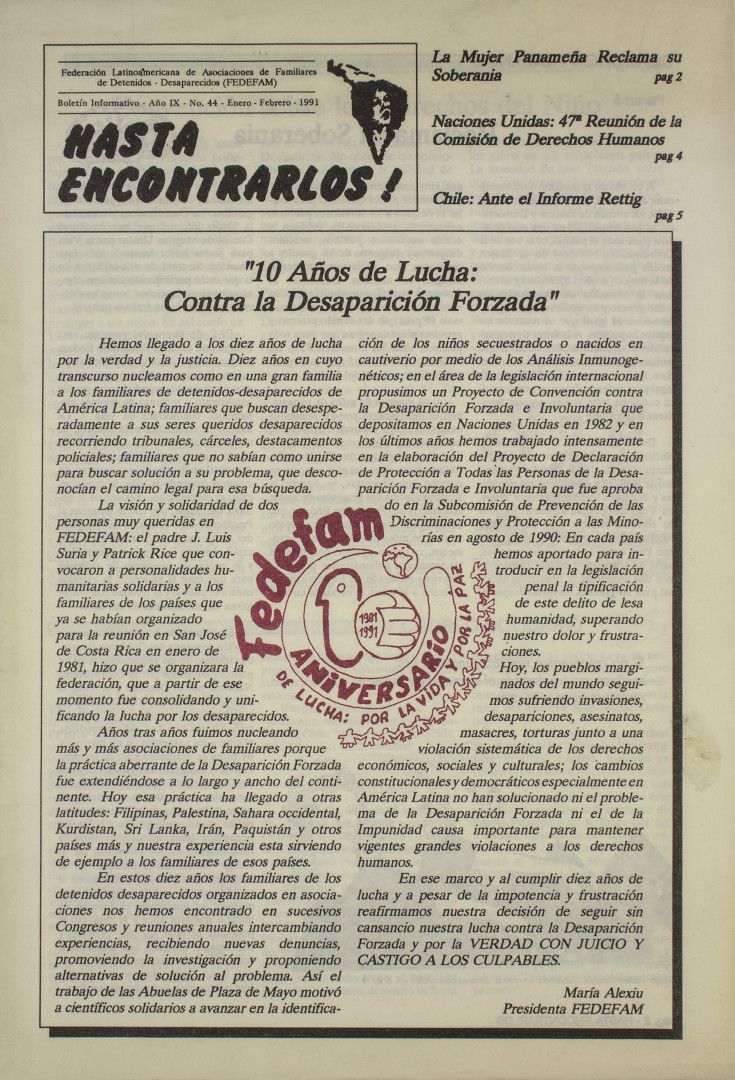 Federación Latinoamericana de Asociaciones de Familiares
de Detenidos - Desaparecidos (FEDEFAM)
Boletín Informativo - Año IX - No. 44 - Enero - Febrero - 1991
HASTA
ENCONTRARLOS!
La Mujer Panameña Reclama su
Soberania pag 2
Naciones Unidas: 47ª Reunión de la
Comisión de Derechos Humanos
pag 4
Chile: Ante el Informe Rettig
pag 5
"10 Años de Lucha:
Contra la Desaparición Forzada"
Hemos llegado a los diez años de lucha
por la verdad y la justicia. Diez años en cuyo
transcurso nucleamos como en una gran familia
a los familiares de detenidos-desaparecidos de
América Latina; familiares que buscan desespe-
radamente a sus seres queridos desaparecidos
recorriendo tribunales, cárceles, destacamentos
policiales; familiares que no sabían como unirse
para buscar solución a su problema, que desco-
nocían el camino legal para esa búsqueda.
La visión y solidaridad de dos
personas muy queridas en
FEDEFAM: el padre J. Luis
Suria y Patrick Rice que con-
vocaron a personalidades hu-
manitarias solidarias y a los
familiares de los países que
ya se habían organizado
para la reunión en San José
de Costa Rica en enero de
1981, hizo que se organizara la
federación, que a partir de ese
momento fue consolidando y uni-
ficando la lucha por los desaparecidos.
Años tras años fuimos nucleando
más y más asociaciones de familiares porque
la práctica aberrante de la Desaparición Forzada
fue extendiéndose a lo largo y ancho del conti-
nente. Hoy esa práctica ha llegado a otras
latitudes: Filipinas, Palestina, Sahara occidental,
Kurdistan, Sri Lanka, Irán, Paquistán y otros
países más y nuestra experiencia esta sirviendo
de ejemplo a los familiares de esos países.
En estos diez años los familiares de los
detenidos desaparecidos organizados en asocia-
ciones nos hemos encontrado en sucesivos
Congresos y reuniones anuales intercambiando
experiencias, recibiendo nuevas denuncias,
promoviendo la investigación y proponiendo
alternativas de solución al problema. Así el
trabajo de las Abuelas de Plaza de Mayo motivó
a científicos solidarios a avanzar en la identifica-
ción de los niños secuestrados o nacidos en
cautiverio por medio de los Análisis Inmunoge-
néticos; en el área de la legislación internacional
propusimos un Proyecto de Convención contra
la Desaparición Forzada e Involuntaria que
depositamos en Naciones Unidas en 1982 y en
los últimos años hemos trabajado intensamente
en la elaboración del Proyecto de Declaración
de Protección a Todas las Personas de la Desa-
parición Forzada e Involuntaria que fue aproba
do en la Subcomisión de Prevención de las
Discriminaciones y Protección a las Mino-
rías en agosto de 1990: En cada país
hemos aportado para in-
troducir en la legislación
penal la tipificación
de este delito de lesa
humanidad, superando
nuestro dolor y frustra-
ciones.
Hoy, los pueblos margi-
nados del mundo segui-
mos sufriendo invasiones,
desapariciones, asesinatos,
masacres, torturas junto a una
violación sistemática de los derechos
económicos, sociales y culturales; los cambios
constitucionales y democráticos especialmente en
América Latina no han solucionado ni el proble-
ma de la Desaparición Forzada ni el de la
Impunidad causa importante para mantener
vigentes grandes violaciones a los derechos
humanos.
En ese marco y al cumplir diez años de
lucha y a pesar de la impotencia y frustración
reafirmamos nuestra decisión de seguir sin
cansancio nuestra lucha contra la Desaparición
Forzada y por la VERDAD CON JUICIO Y
CASTIGO A LOS CULPABLES.
María Alexiu
Presidenta FEDEFAM
Fedefam
1981
1991
ANIVERSARIO
DE LUCHA: POR LA VIDA Y POR LA PAZ